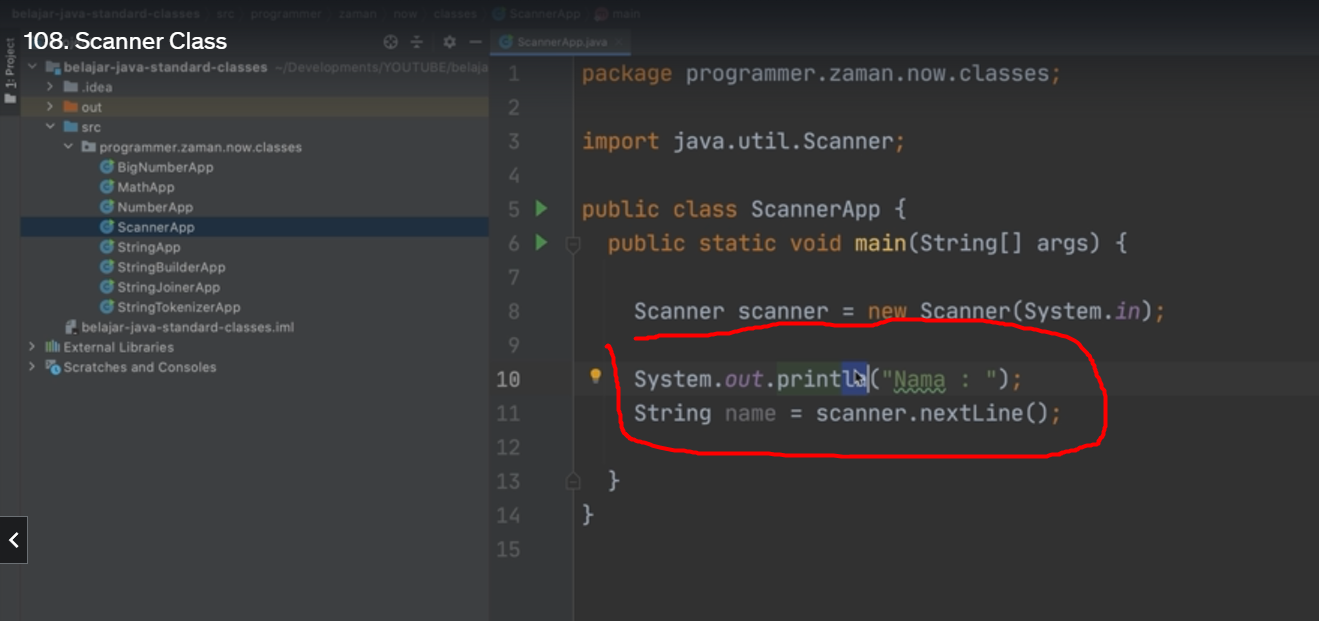 belajar-java-standard-classes src programmer zaman now classes ScannerApp main
108. Scanner Class
ScannerApp.java
1: Project
belajar-java-standard-classes ~/Developments/YOUTUBE/belaja
.idea
out
src
programmer.zaman.now.classes
BigNumberApp
MathApp
NumberApp
ScannerApp
StringApp
StringBuilderApp
StringJoinerApp
StringTokenizerApp
belajar-java-standard-classes.iml
External Libraries
Scratches and Consoles
1 package programmer.zaman.now.classes;
2
3 import java.util.Scanner;
4
5 public class ScannerApp {
6 public static void main(String[] args) {
7
8 Scanner scanner = new Scanner(System.in);
9
10 System.out.println("Nama : ");
11 String name = scanner.nextLine();
12
13 }
14 }
15